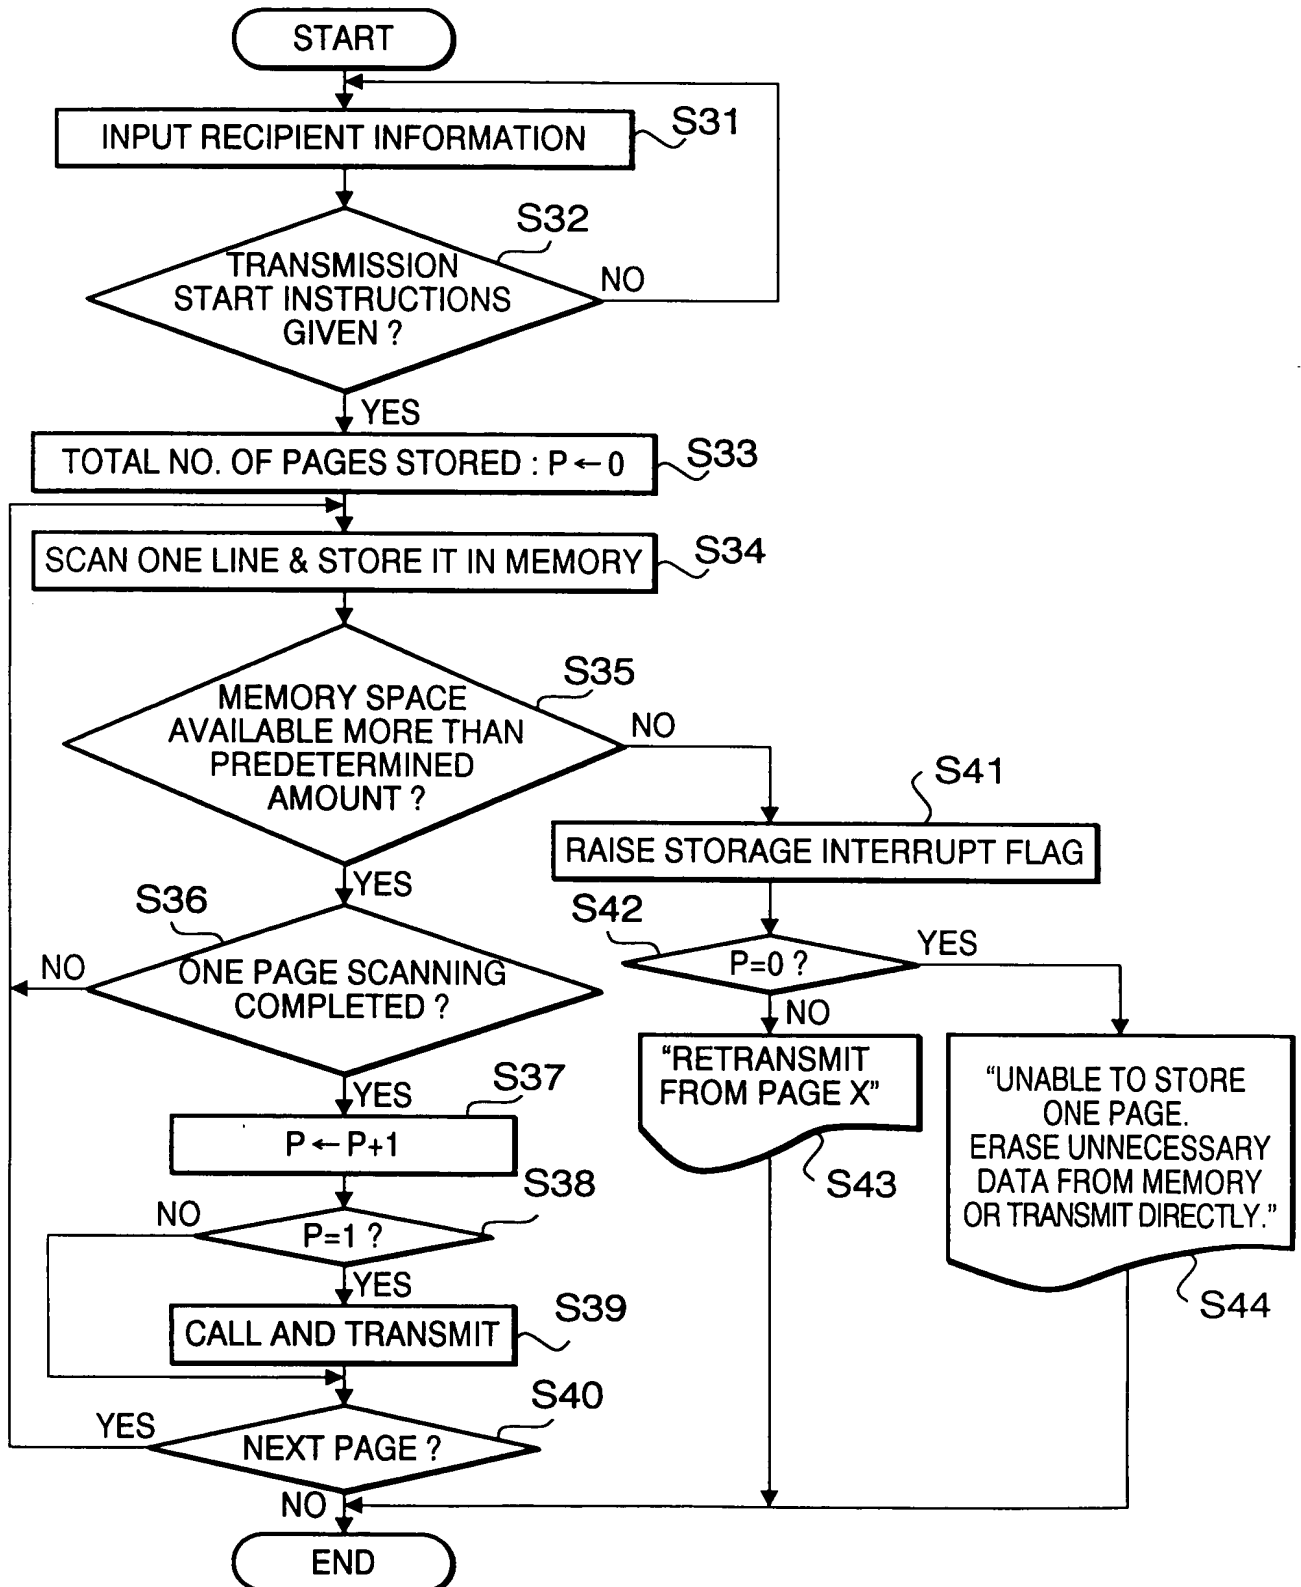 START
INPUT RECIPIENT INFORMATION
S31
S32
TRANSMISSION
START INSTRUCTIONS
GIVEN ?
NO
YES
TOTAL NO. OF PAGES STORED : P ← 0
S33
SCAN ONE LINE & STORE IT IN MEMORY
S34
S35
MEMORY SPACE
AVAILABLE MORE THAN
PREDETERMINED
AMOUNT ?
NO
YES
S41
RAISE STORAGE INTERRUPT FLAG
S36
ONE PAGE SCANNING
COMPLETED ?
NO
YES
S42
P=0 ?
YES
NO
"RETRANSMIT
FROM PAGE X"
S43
"UNABLE TO STORE
ONE PAGE.
ERASE UNNECESSARY
DATA FROM MEMORY
OR TRANSMIT DIRECTLY."
S44
S37
P ← P+1
S38
P=1 ?
NO
YES
S39
CALL AND TRANSMIT
S40
NEXT PAGE ?
YES
NO
END